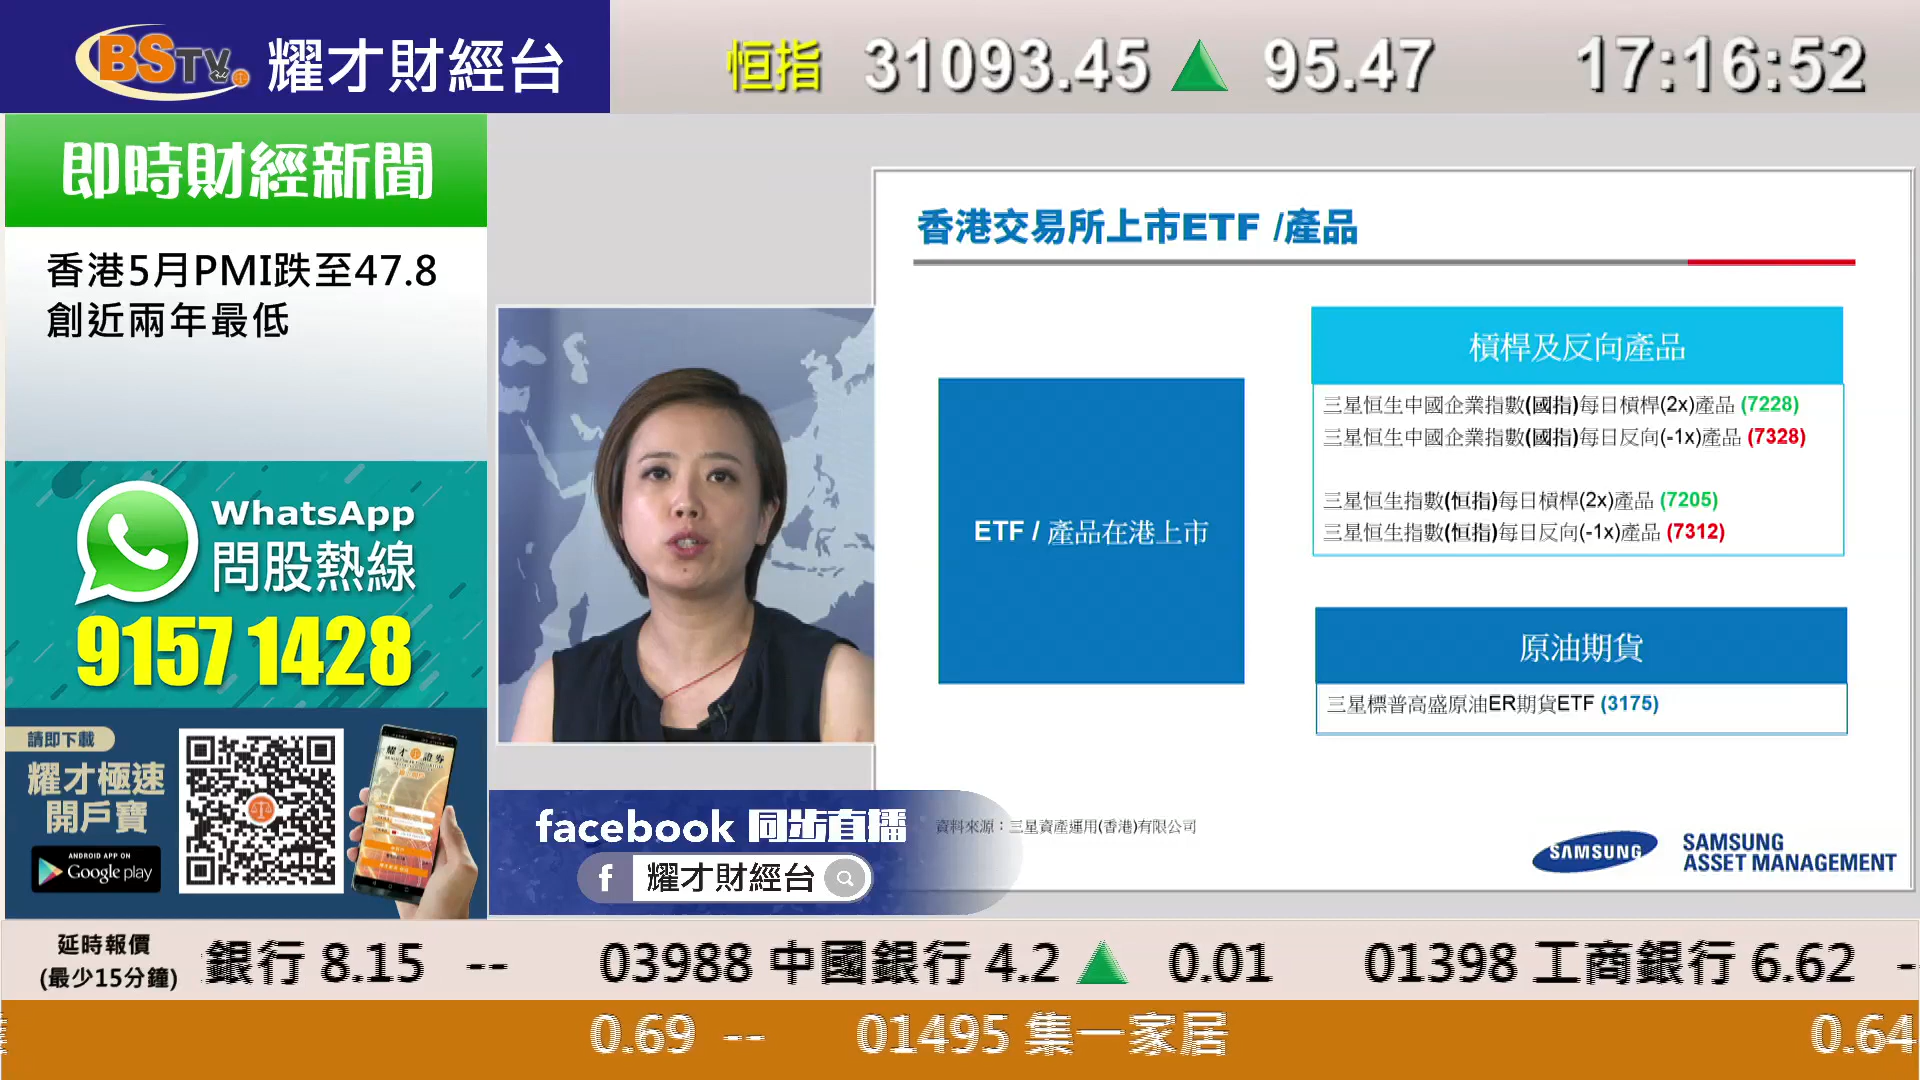 BSTV 耀才財經台
恒指 31093.45 ▲ 95.47 17:16:52
即時財經新聞
香港5月PMI跌至47.8
創近兩年最低
WhatsApp
問股熱線
9157 1428
請即下載
耀才極速
開戶寶
ANDROID APP ON
Google play
耀才證券
香港交易所上市ETF /產品
ETF / 產品在港上市
槓桿及反向產品
三星恒生中國企業指數(國指)每日槓桿(2x)產品 (7228)
三星恒生中國企業指數(國指)每日反向(-1x)產品 (7328)
三星恒生指數(恒指)每日槓桿(2x)產品 (7205)
三星恒生指數(恒指)每日反向(-1x)產品 (7312)
原油期貨
三星標普高盛原油ER期貨ETF (3175)
資料來源：三星資產運用(香港)有限公司
SAMSUNG
SAMSUNG
ASSET MANAGEMENT
facebook 同步直播
f 耀才財經台
延時報價
(最少15分鐘)
銀行 8.15 -- 03988 中國銀行 4.2 ▲ 0.01 01398 工商銀行 6.62 -
0.69 -- 01495 集一家居 0.64